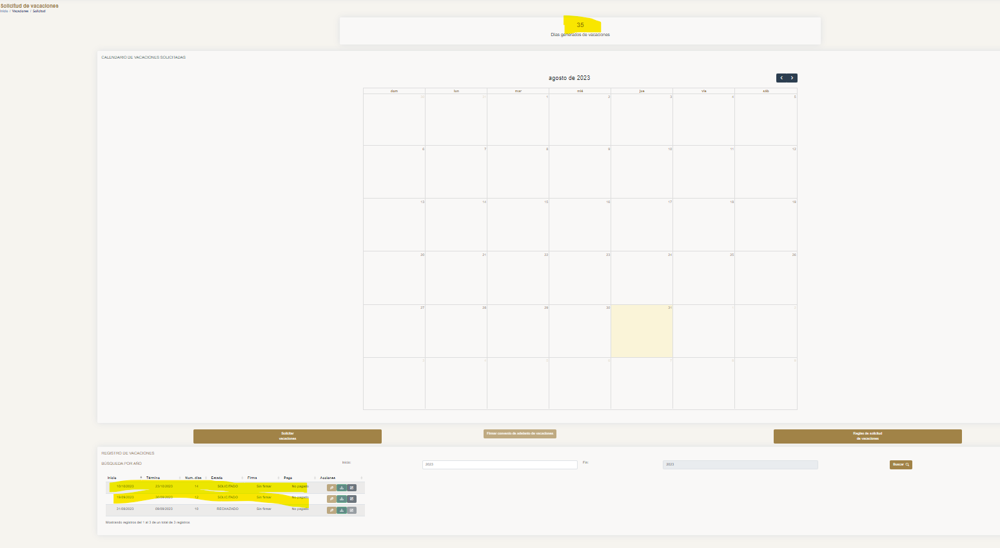 Solicitud de vacaciones
Inicio / Vacaciones / Solicitud
35
Días generados de vacaciones
CALENDARIO DE VACACIONES SOLICITADAS
agosto de 2023
dom lun mar mié jue vie sáb
30 31 1 2 3 4 5
6 7 8 9 10 11 12
13 14 15 16 17 18 19
20 21 22 23 24 25 26
27 28 29 30 31 1 2
3 4 5 6 7 8 9
Solicitar
vacaciones
Firmar convenio de adelanto de vacaciones
Reglas de solicitud
de vacaciones
REGISTRO DE VACACIONES
BÚSQUEDA POR AÑO Inicio: 2023 Fin: 2023 Buscar
Inicio Término Num. días Estado Firma Pago Acciones
10/10/2023 23/10/2023 14 SOLICITADO Sin firmar No pagado
19/09/2023 30/09/2023 12 SOLICITADO Sin firmar No pagado
31/08/2023 09/09/2023 10 RECHAZADO Sin firmar No pagado
Mostrando registros del 1 al 3 de un total de 3 registros